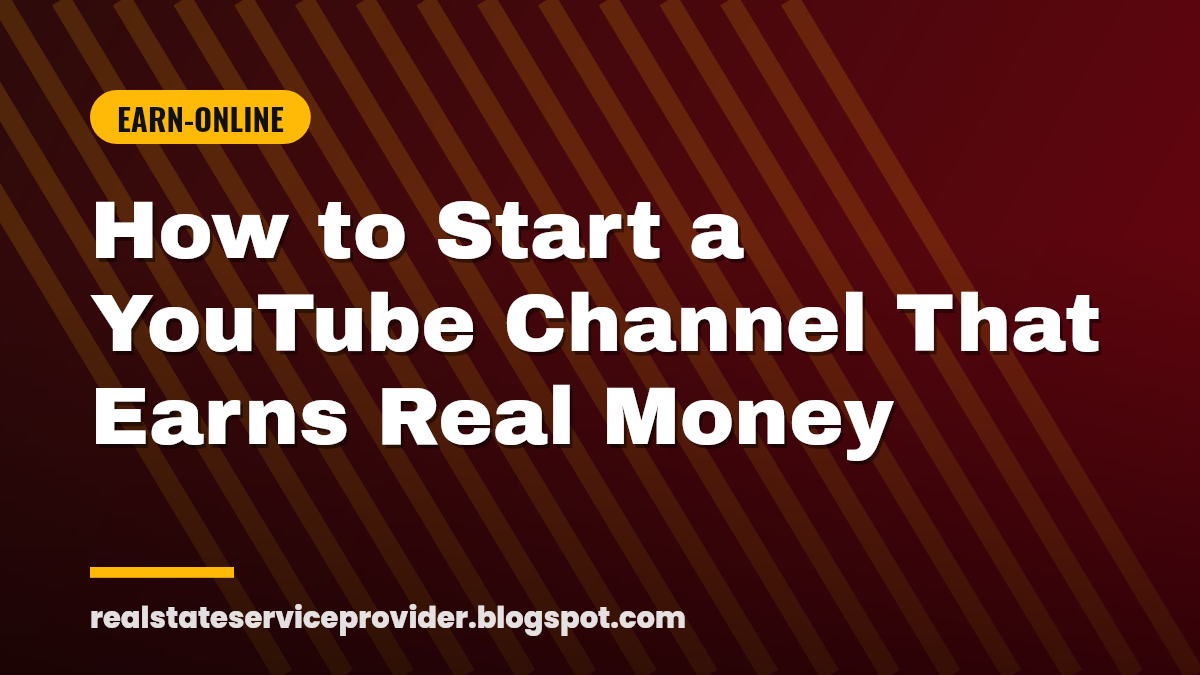 EARN-ONLINE
How to Start a
YouTube Channel That
Earns Real Money
realstateserviceprovider.blogspot.com